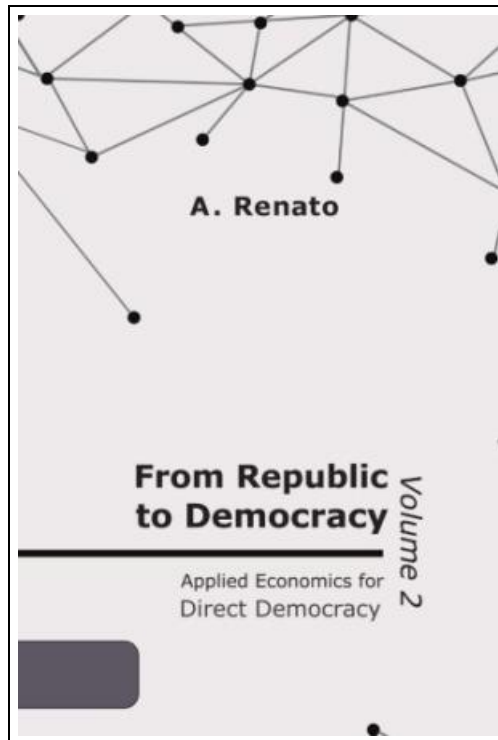 A. Renato
From Republic
to Democracy
Volume 2
Applied Economics for
Direct Democracy